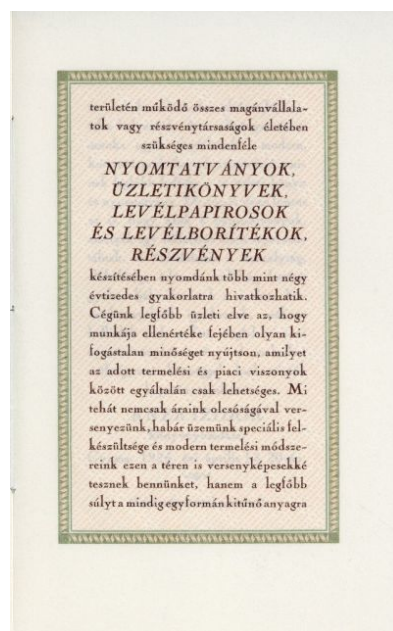 területén működő összes magánvállala-
tok vagy részvénytársaságok életében
szükséges mindenféle
NYOMTATVÁNYOK,
ÜZLETIKÖNYVEK,
LEVÉLPAPIROSOK
ÉS LEVÉLBORÍTÉKOK,
RÉSZVÉNYEK
készítésében nyomdánk több mint négy
évtizedes gyakorlatra hivatkozhatik.
Cégünk legfőbb üzleti elve az, hogy
munkája ellenértéke fejében olyan ki-
fogástalan minőséget nyújtson, amilyet
az adott termelési és piaci viszonyok
között egyáltalán csak lehetséges. Mi
tehát nemcsak áraink olcsóságával ver-
senyezünk, habár üzemünk speciális fel-
készültsége és modern termelési módsze-
reink ezen a téren is versenyképesekké
tesznek bennünket, hanem a legfőbb
súlyt a mindig egyformán kitűnő anyagra